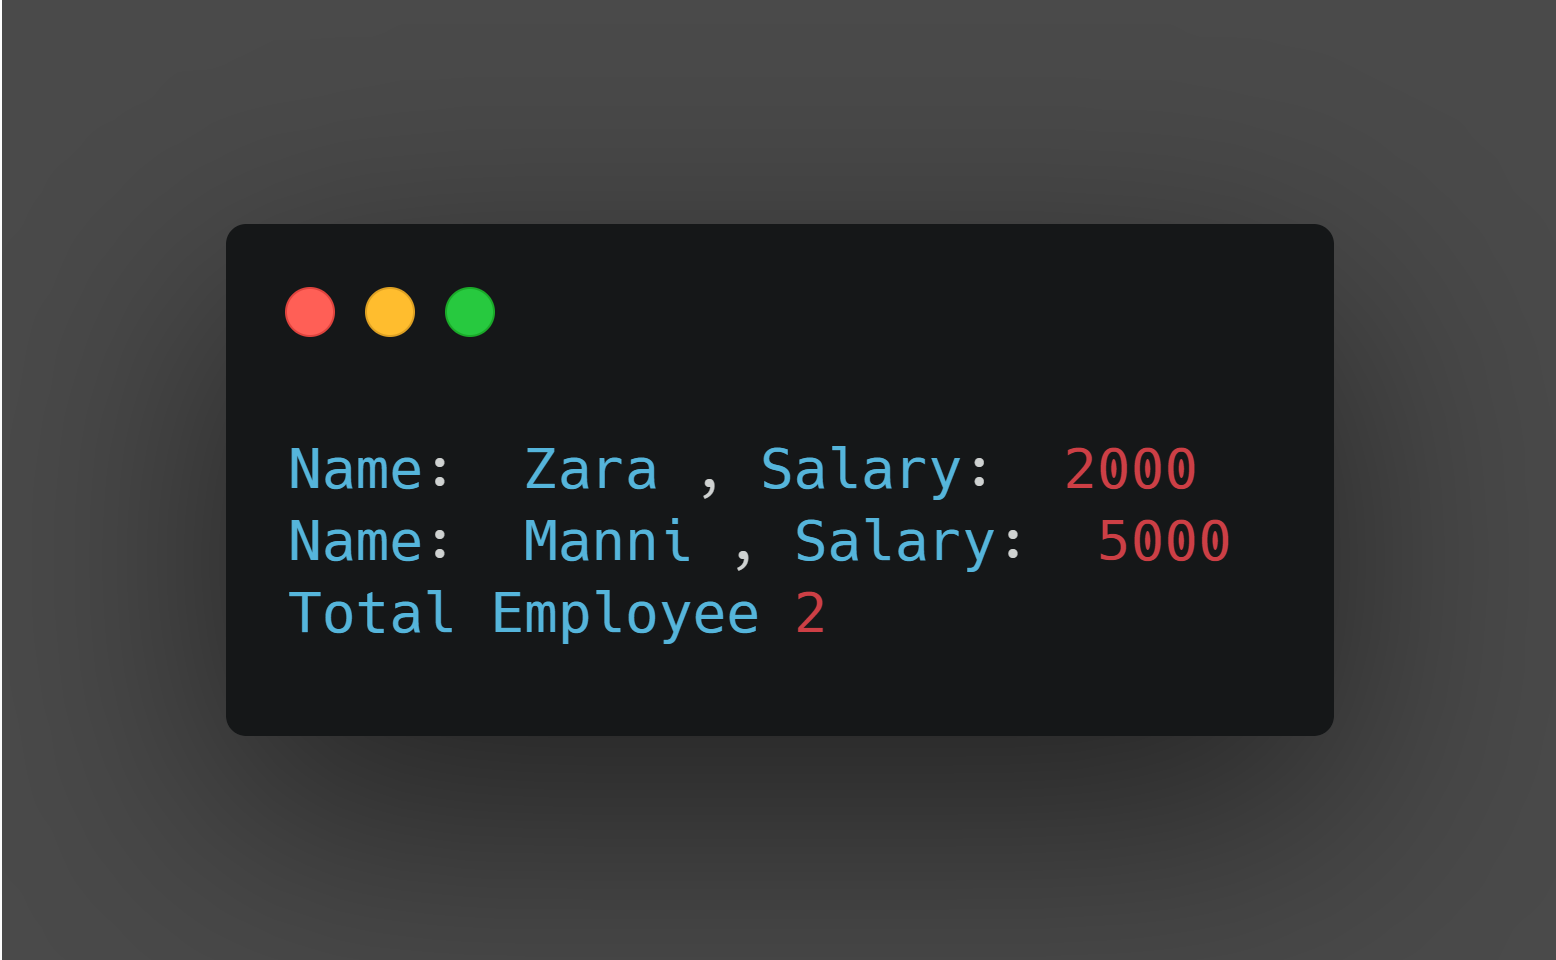 Name:  Zara , Salary:  2000
Name:  Manni , Salary:  5000
Total Employee 2